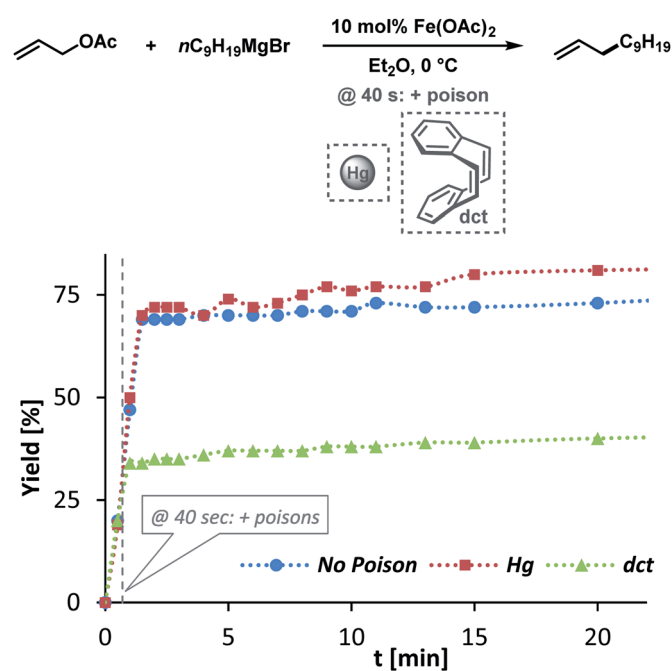 OAc + nC₉H₁₉MgBr 10 mol% Fe(OAc)₂ C₉H₁₉
Et₂O, 0 °C
@ 40 s: + poison
Hg
dct
75
50
25
0
Yield [%]
@ 40 sec: + poisons
No Poison Hg dct
0 5 10 15 20
t [min]